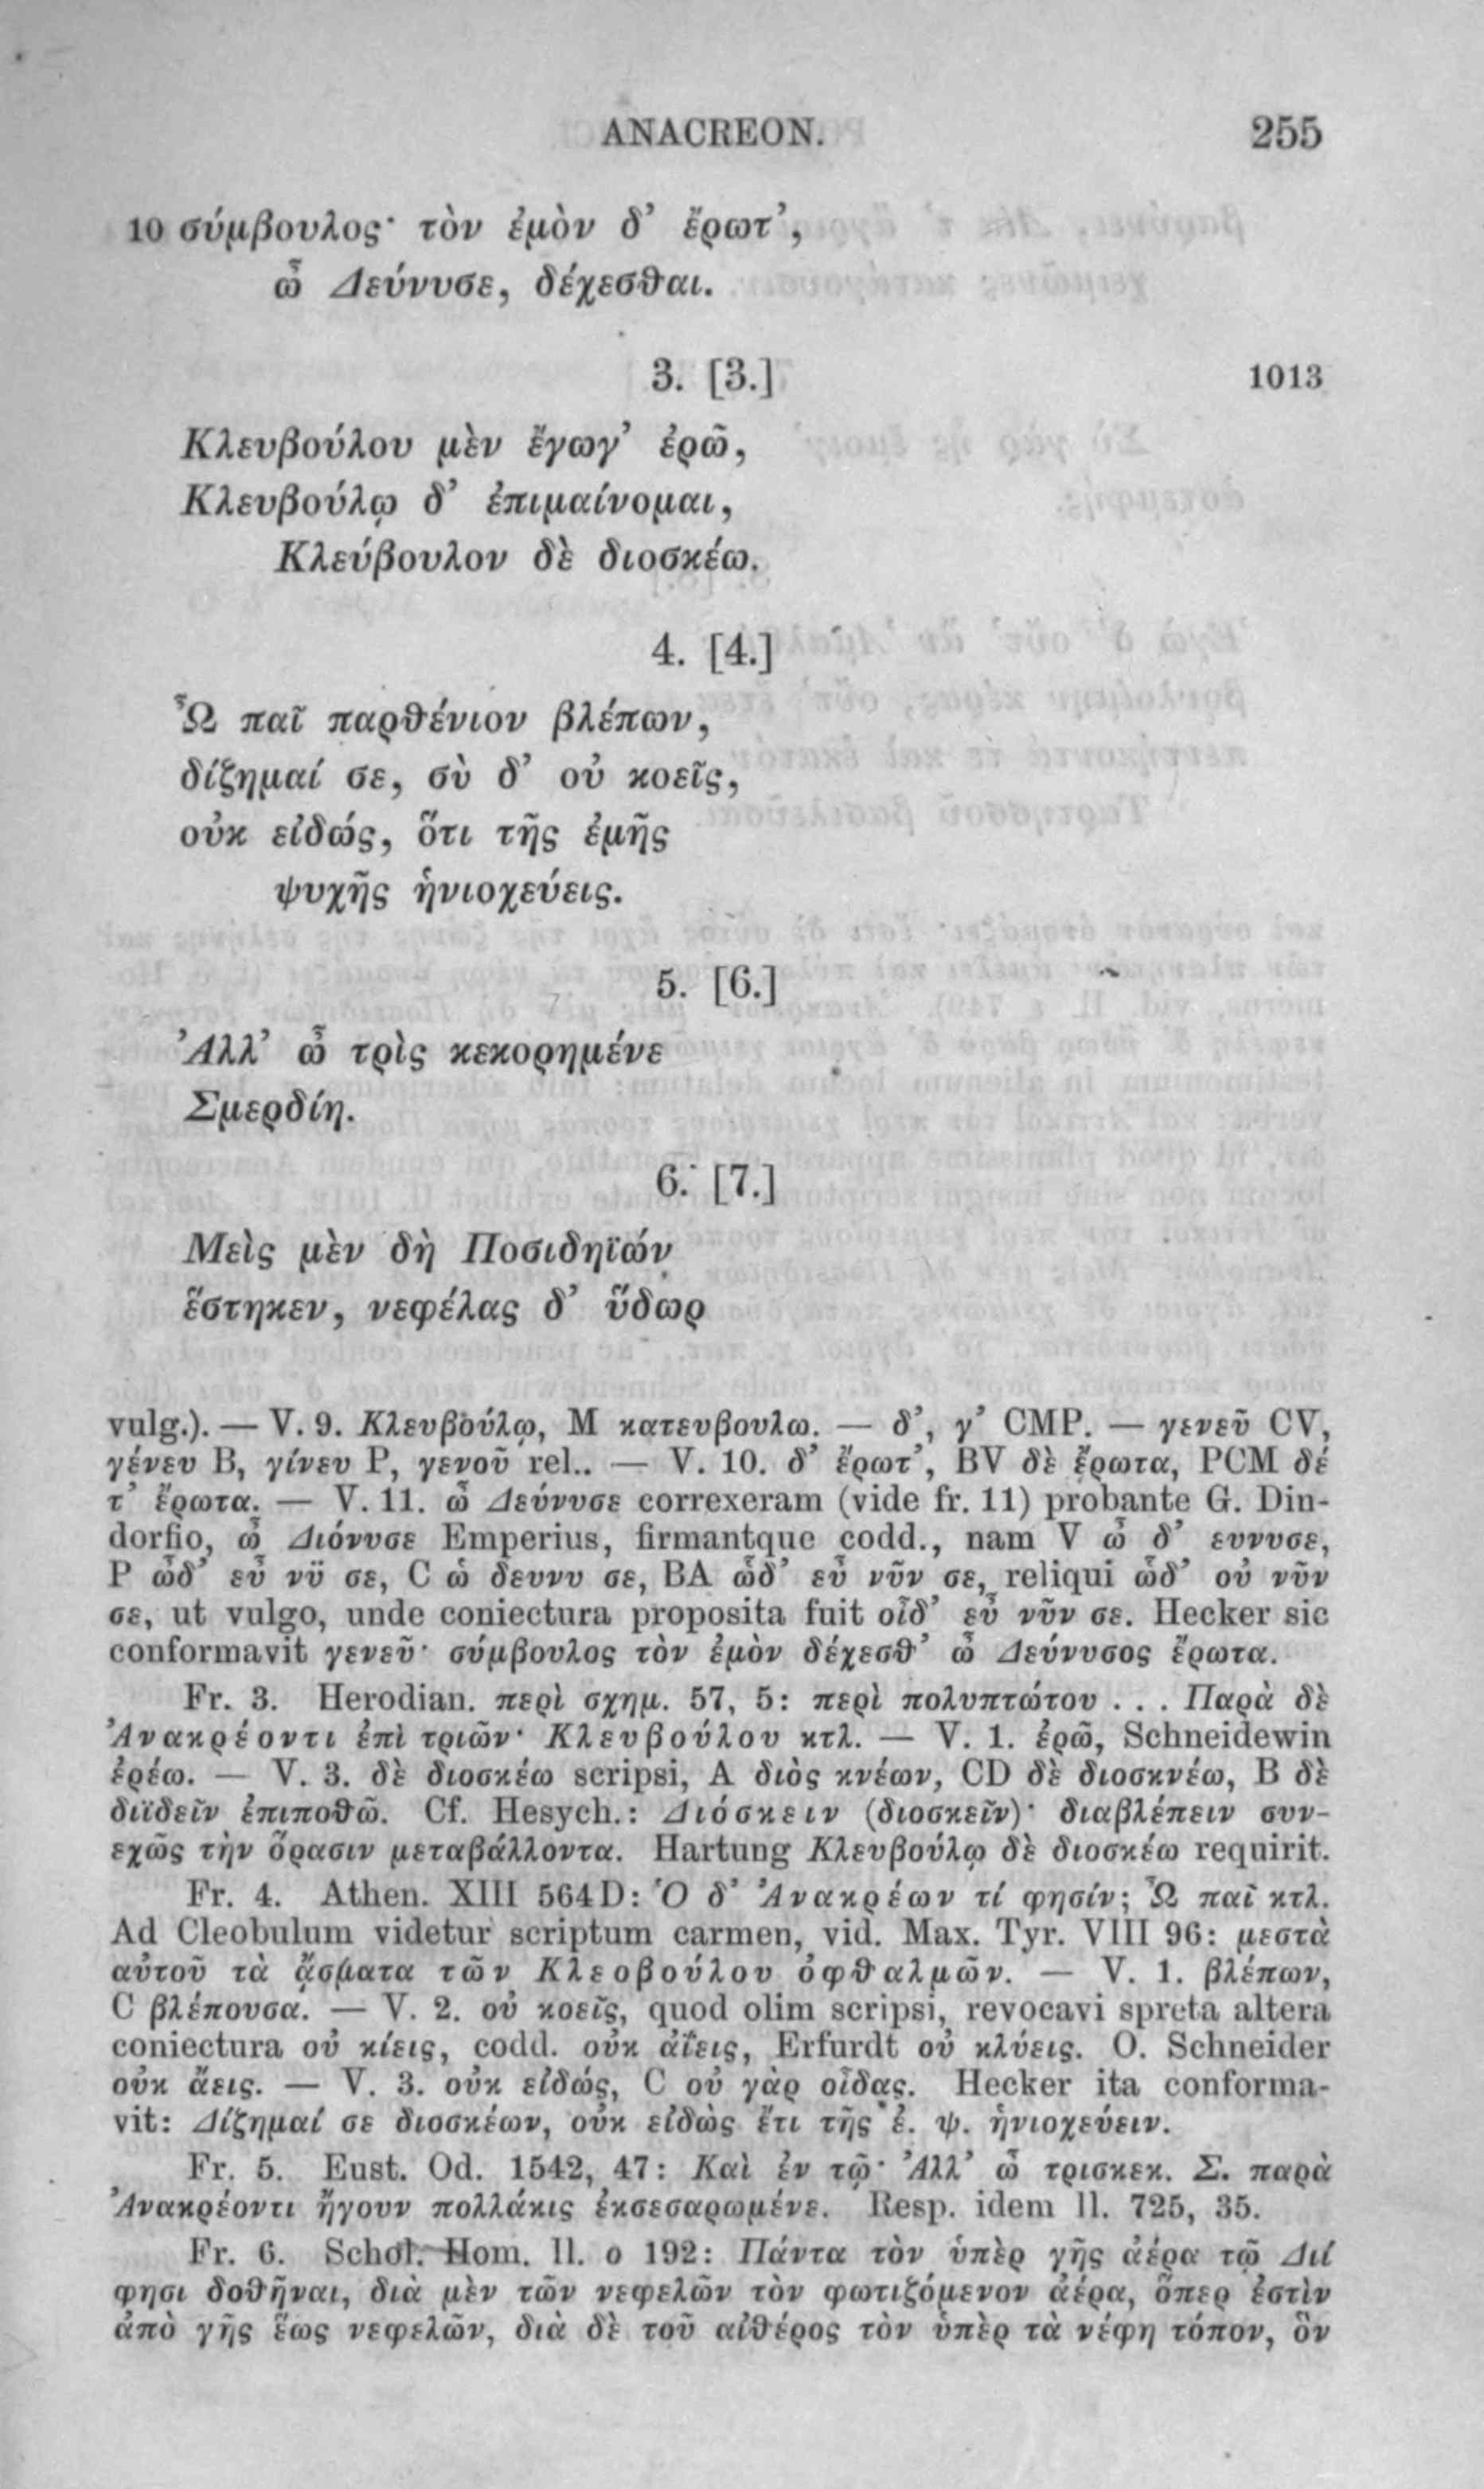 ANACREON. 255
10 σύμβουλος· τὸν ἐμὸν δ’ ἔρωτ’,
ὦ Δεύνυσε, δέχεσθαι.
3. [3.] 1013
Κλευβούλου μὲν ἔγωγ’ ἐρῶ,
Κλευβούλῳ δ’ ἐπιμαίνομαι,
Κλεύβουλον δὲ διοσκέω.
4. [4.]
Ὦ παῖ παρθένιον βλέπων,
δίζημαί σε, σὺ δ’ οὐ κοεῖς,
οὐκ εἰδώς, ὅτι τῆς ἐμῆς
ψυχῆς ἡνιοχεύεις.
5. [6.]
Ἀλλ’ ὦ τρὶς κεκορημένε
Σμερδίη.
6. [7.]
Μεὶς μὲν δὴ Ποσιδηϊών
ἕστηκεν, νεφέλας δ’ ὕδωρ
vulg.). — V. 9. Κλευβούλῳ, M κατευβουλω. — δ’, γ’ CMP. — γενεῦ CV,
γένευ B, γίνευ P, γενοῦ rel.. — V. 10. δ’ ἔρωτ’, BV δὲ ἔρωτα, PCM δέ
τ’ ἔρωτα. — V. 11. ὦ Δεύνυσε correxeram (vide fr. 11) probante G. Din-
dorfio, ὦ Διόνυσε Emperius, firmantque codd., nam V ὦ δ’ ευνυσε,
P ὧδ’ εὖ νϋ σε, C ὡ δευνυ σε, BA ὧδ’ εὖ νῦν σε, reliqui ὧδ’ οὐ νῦν
σε, ut vulgo, unde coniectura proposita fuit οἶδ’ εὖ νῦν σε. Hecker sic
conformavit γενεῦ· σύμβουλος τὸν ἐμὸν δέχεσθ’ ὦ Δεύνυσος ἔρωτα.
Fr. 3. Herodian. περὶ σχημ. 57, 5: περὶ πολυπτώτου . . . Παρὰ δὲ
Ἀνακρέοντι ἐπὶ τριῶν· Κλευβούλου κτλ. — V. 1. ἐρῶ, Schneidewin
ἐρέω. — V. 3. δὲ διοσκέω scripsi, A διὸς κνέων, CD δὲ διοσκνέω, B δὲ
διϊδεῖν ἐπιποθῶ. Cf. Hesych.: Διόσκειν (διοσκεῖν)· διαβλέπειν συν-
εχῶς τὴν ὅρασιν μεταβάλλοντα. Hartung Κλευβούλῳ δὲ διοσκέω requirit.
Fr. 4. Athen. XIII 564D: Ὁ δ’ Ἀνακρέων τί φησίν; Ὦ παῖ κτλ.
Ad Cleobulum videtur scriptum carmen, vid. Max. Tyr. VIII 96: μεστὰ
αὐτοῦ τὰ ᾄσματα τῶν Κλεοβούλου ὀφθαλμῶν. — V. 1. βλέπων,
C βλέπουσα. — V. 2. οὐ κοεῖς, quod olim scripsi, revocavi spreta altera
coniectura οὐ κίεις, codd. οὐκ ἀΐεις, Erfurdt οὐ κλύεις. O. Schneider
οὐκ ἄεις. — V. 3. οὐκ εἰδώς, C οὐ γὰρ οἶδας. Hecker ita conforma-
vit: Δίζημαί σε διοσκέων, οὐκ εἰδὼς ἔτι τῆς ἐ. ψ. ἡνιοχεύειν.
Fr. 5. Eust. Od. 1542, 47: Καὶ ἐν τῷ· Ἀλλ’ ὦ τρισκεκ. Σ. παρὰ
Ἀνακρέοντι ἤγουν πολλάκις ἐκσεσαρωμένε. Resp. idem Il. 725, 35.
Fr. 6. Schol. Hom. Il. ο 192: Πάντα τὸν ὑπὲρ γῆς ἀέρα τῷ Διΐ
φησι δοθῆναι, διὰ μὲν τῶν νεφελῶν τὸν φωτιζόμενον ἀέρα, ὅπερ ἐστὶν
ἀπὸ γῆς ἕως νεφελῶν, διὰ δὲ τοῦ αἰθέρος τὸν ὑπὲρ τὰ νέφη τόπον, ὃν